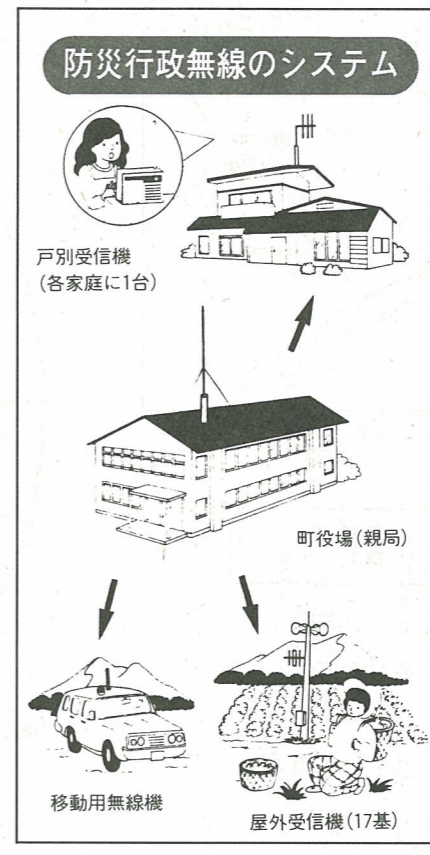 防災行政無線のシステム
戸別受信機
（各家庭に1台）
町役場（親局）
移動用無線機
屋外受信機（17基）